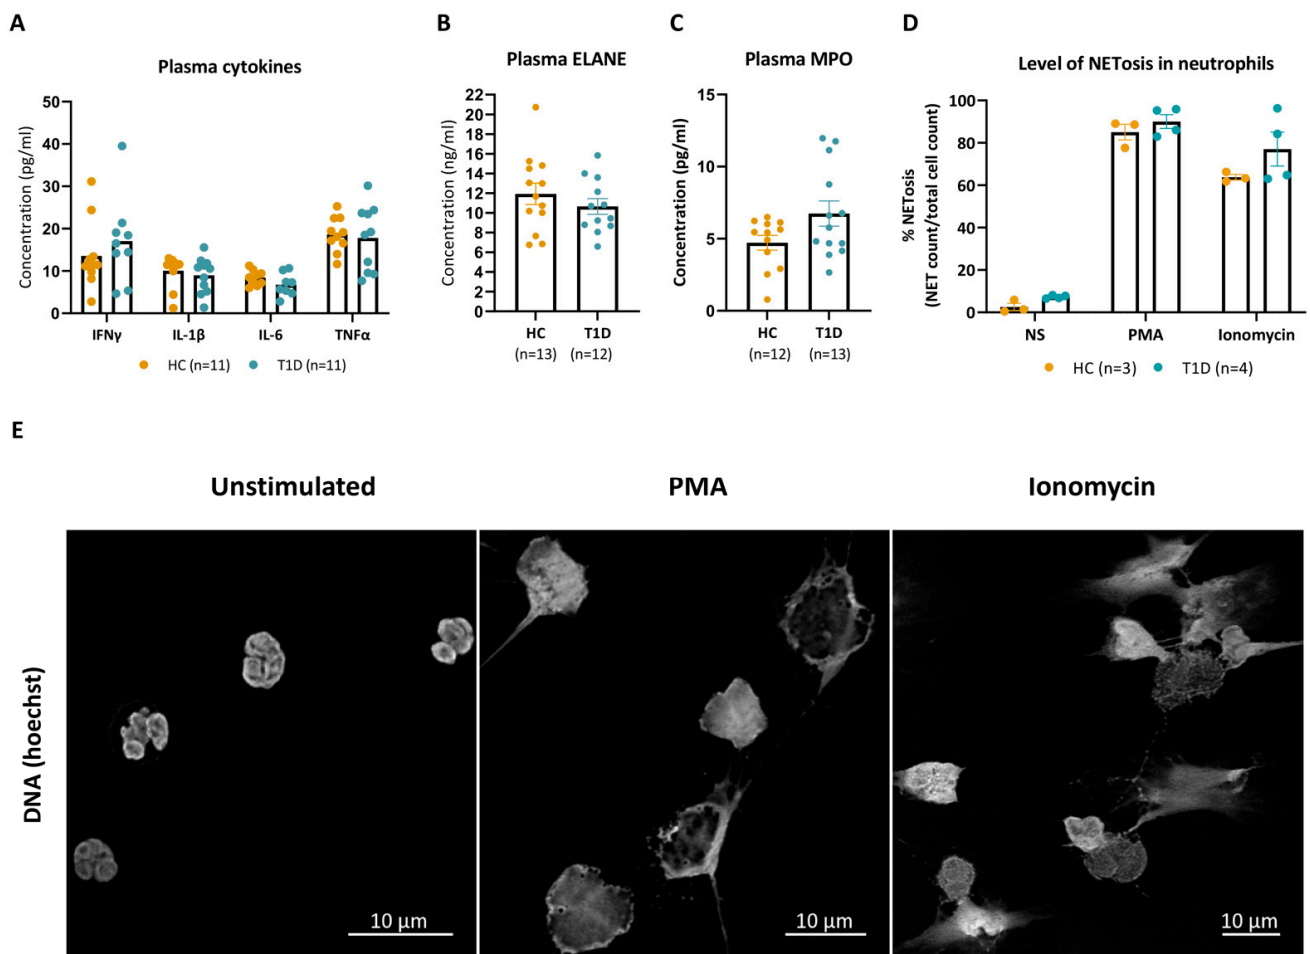 A
Plasma cytokines
Concentration (pg/ml)
50
40
30
20
10
0
IFNγ IL-1β IL-6 TNFα
HC (n=11) T1D (n=11)
B
Plasma ELANE
Concentration (ng/ml)
22
20
18
16
14
12
10
8
6
4
2
0
HC T1D
(n=13) (n=12)
C
Plasma MPO
Concentration (pg/ml)
15
10
5
0
HC T1D
(n=12) (n=13)
D
Level of NETosis in neutrophils
% NETosis
(NET count/total cell count)
100
80
60
40
20
0
NS PMA Ionomycin
HC (n=3) T1D (n=4)
E
Unstimulated PMA Ionomycin
DNA (hoechst)
10 μm 10 μm 10 μm